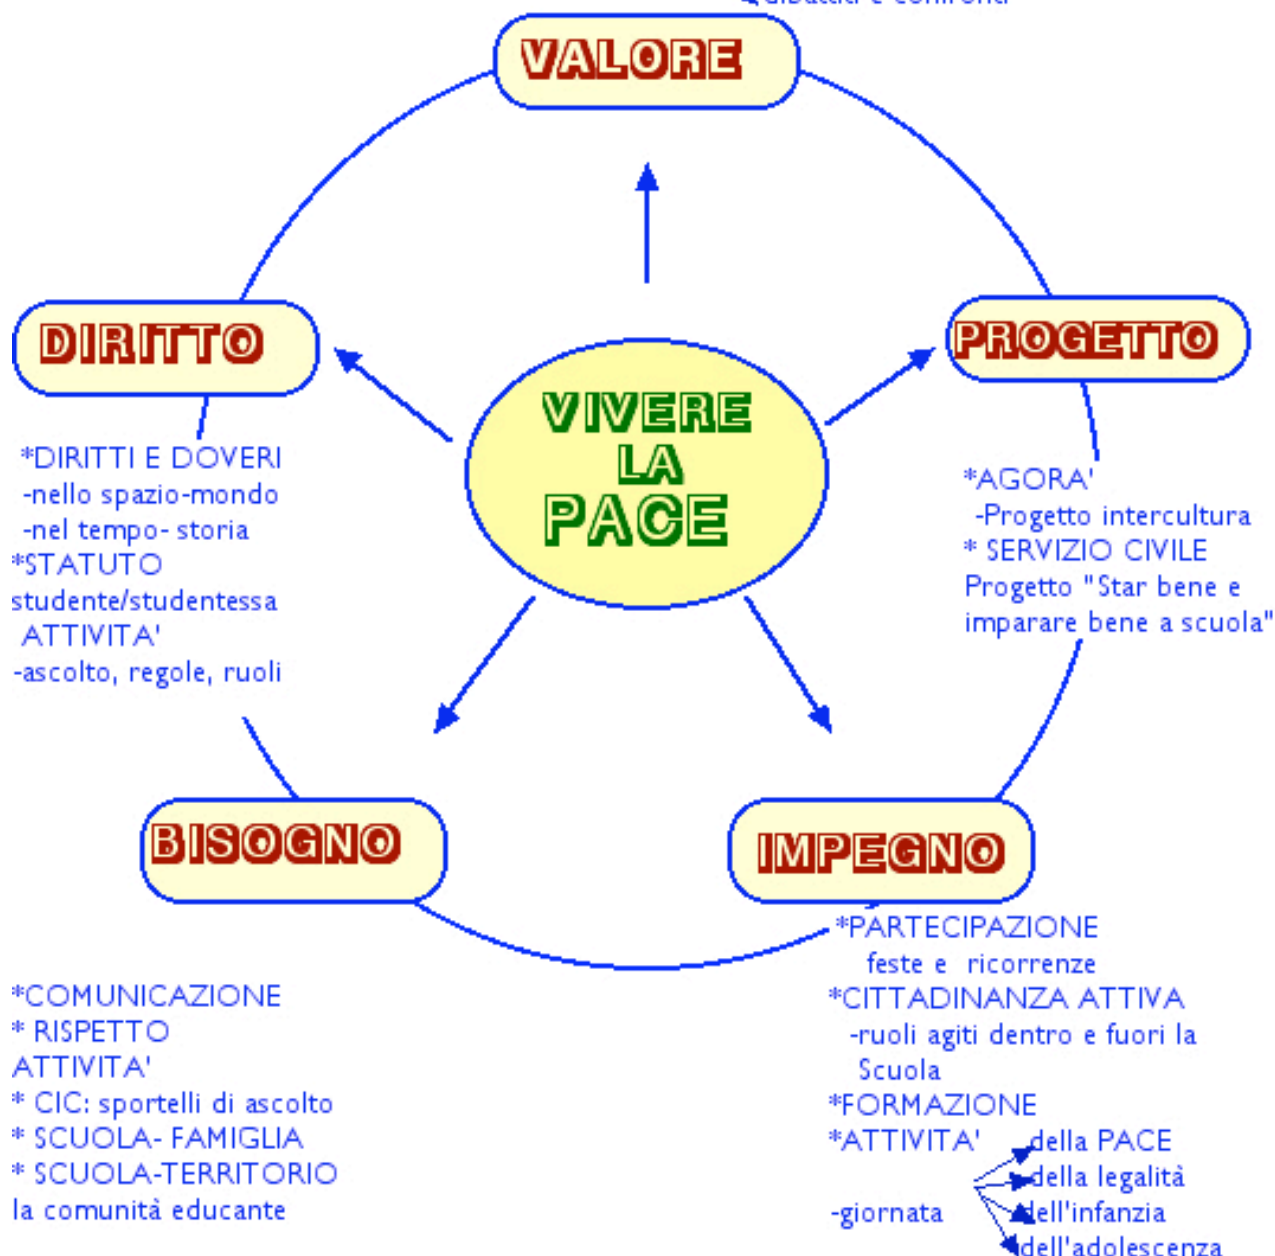 dibattiti e confronti
VALORE
DIRITTO
PROGETTO
VIVERE
LA
PACE
*DIRITTI E DOVERI
-nello spazio-mondo
-nel tempo- storia
*STATUTO
studente/studentessa
ATTIVITA'
-ascolto, regole, ruoli
*AGORA'
-Progetto intercultura
* SERVIZIO CIVILE
Progetto "Star bene e
imparare bene a scuola"
BISOGNO
IMPEGNO
*COMUNICAZIONE
* RISPETTO
ATTIVITA'
* CIC: sportelli di ascolto
* SCUOLA- FAMIGLIA
* SCUOLA-TERRITORIO
la comunità educante
*PARTECIPAZIONE
feste e ricorrenze
*CITTADINANZA ATTIVA
-ruoli agiti dentro e fuori la
Scuola
*FORMAZIONE
*ATTIVITA'
della PACE
della legalità
-giornata
dell'infanzia
dell'adolescenza